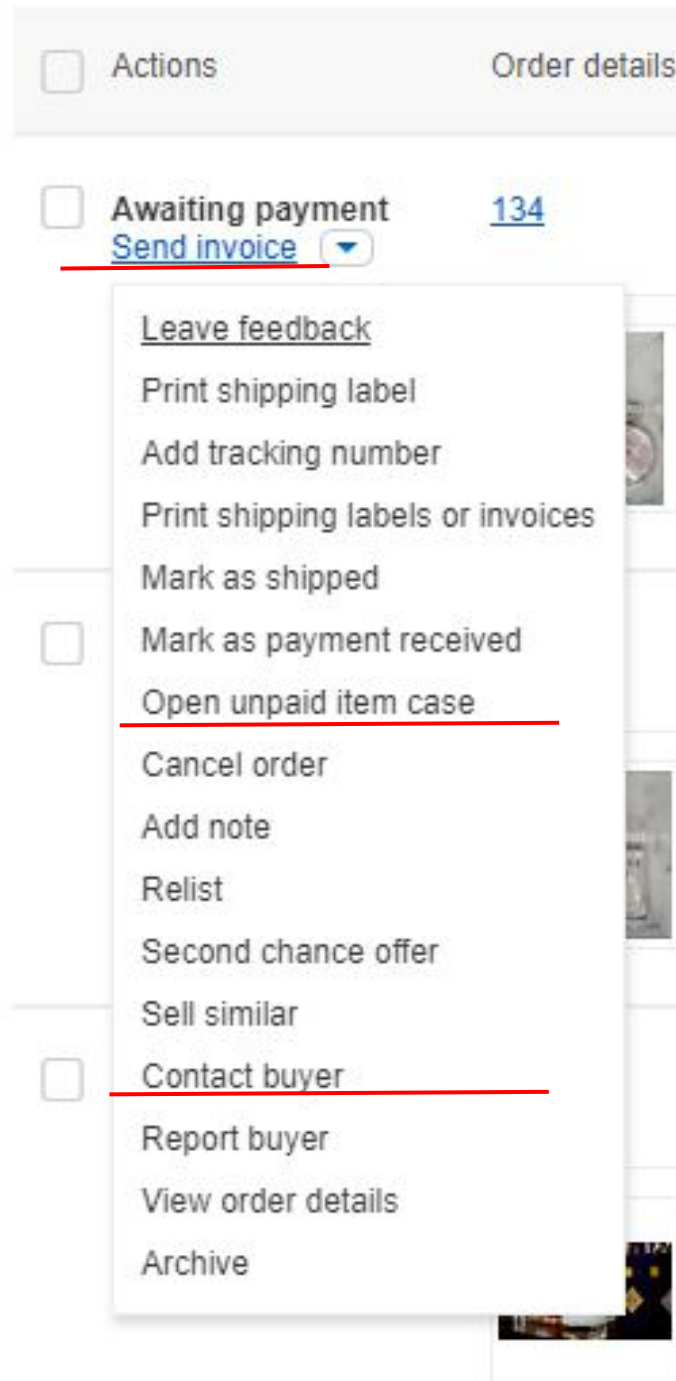 Actions Order details
Awaiting payment 134
Send invoice
Leave feedback
Print shipping label
Add tracking number
Print shipping labels or invoices
Mark as shipped
Mark as payment received
Open unpaid item case
Cancel order
Add note
Relist
Second chance offer
Sell similar
Contact buyer
Report buyer
View order details
Archive